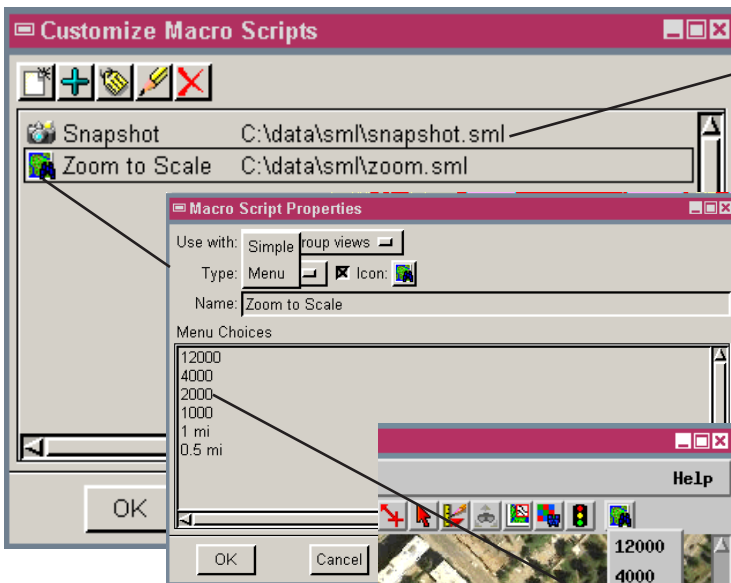 Customize Macro Scripts
Snapshot C:\data\sml\snapshot.sml
Zoom to Scale C:\data\sml\zoom.sml
Macro Script Properties
Use with: Simple roup views
Type: Menu Icon:
Name: Zoom to Scale
Menu Choices
12000
4000
2000
1000
1 mi
0.5 mi
OK
OK Cancel
Help
12000
4000